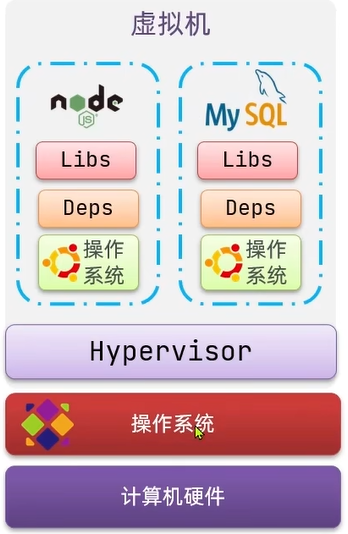 虚拟机
node
JS
MySQL
Libs
Libs
Deps
Deps
操作
系统
操作
系统
Hypervisor
操作系统
计算机硬件